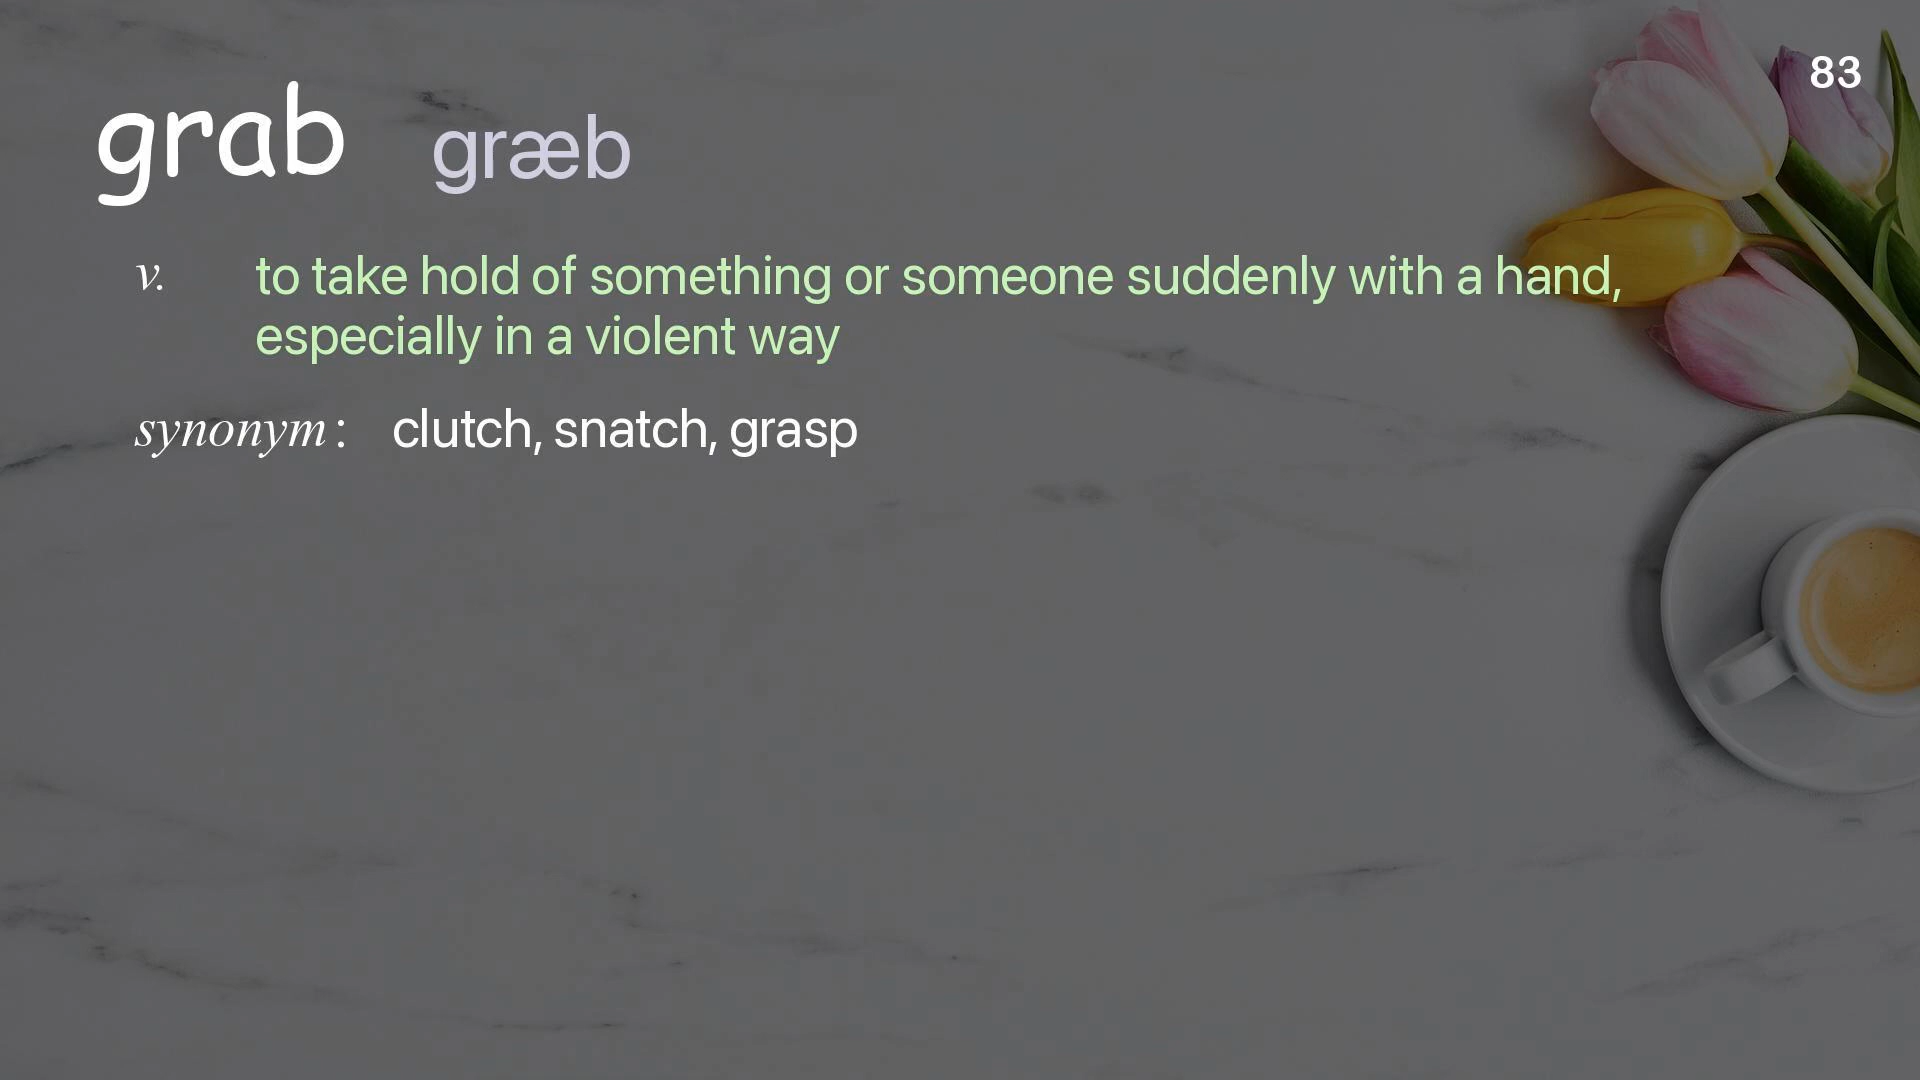 83
grab græb
v. to take hold of something or someone suddenly with a hand,
especially in a violent way
synonym: clutch, snatch, grasp